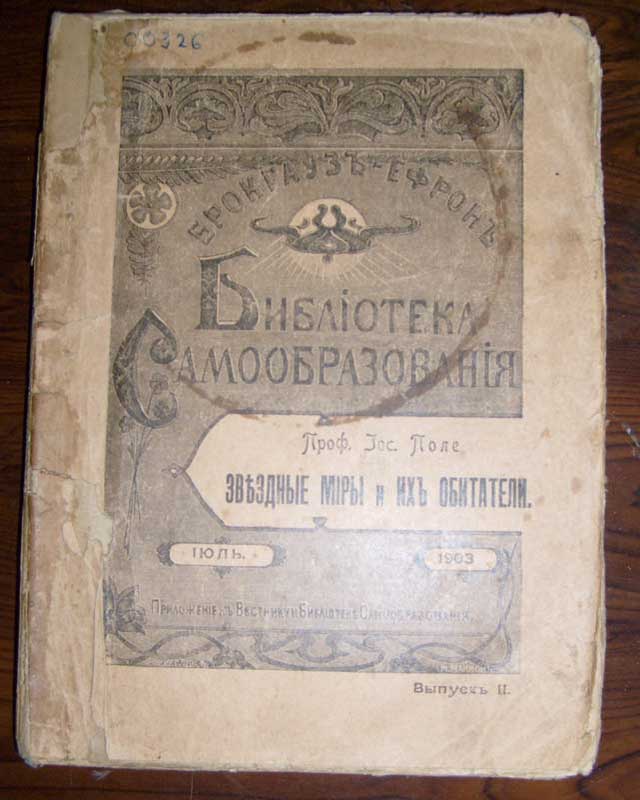 00326
БРОКГАУЗЪ-ЕФРОНЪ
БИБЛІОТЕКА
САМООБРАЗОВАНІЯ
Проф. Іос. Поле
ЗВѢЗДНЫЕ МІРЫ и ИХЪ ОБИТАТЕЛИ.
ІЮЛЬ.
1903
ПРИЛОЖЕНІЕ КЪ ВѢСТНИКУ И БИБЛІОТЕКѢ САМООБРАЗОВАНІЯ.
Выпускъ II.